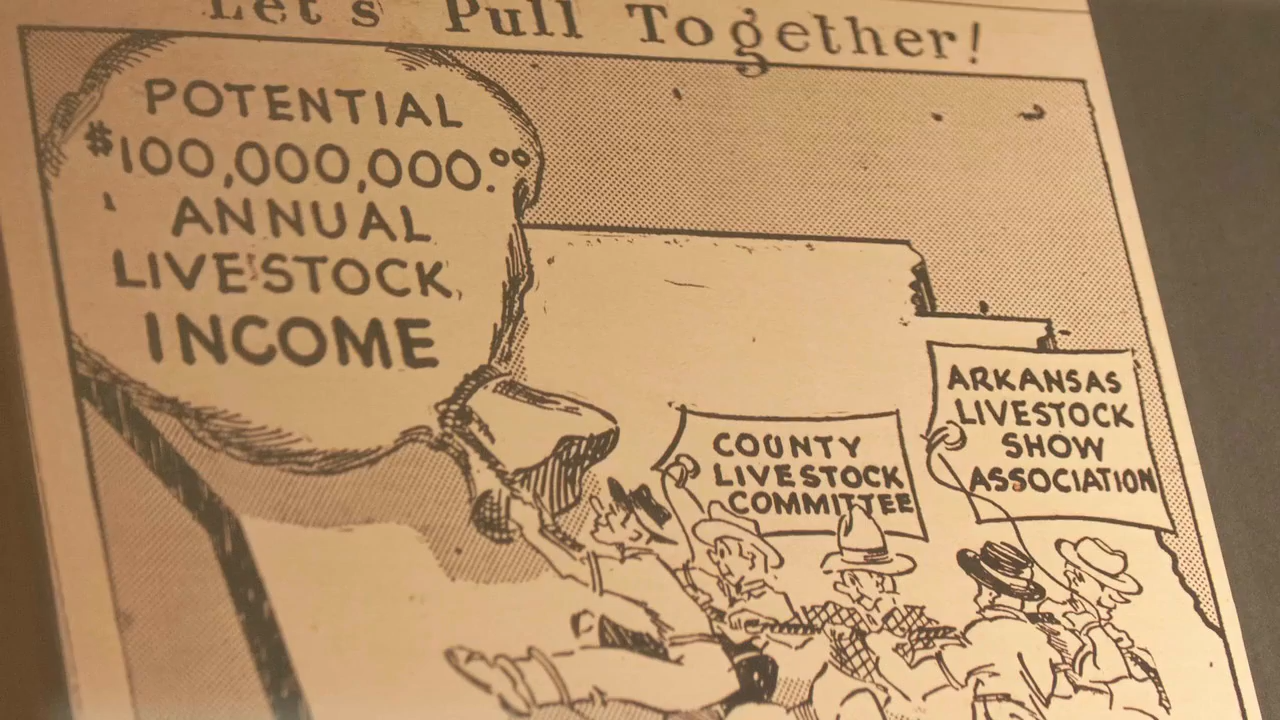 Let's Pull Together!
POTENTIAL
$100,000,000.00
ANNUAL
LIVESTOCK
INCOME
COUNTY
LIVESTOCK
COMMITTEE
ARKANSAS
LIVESTOCK
SHOW
ASSOCIATION